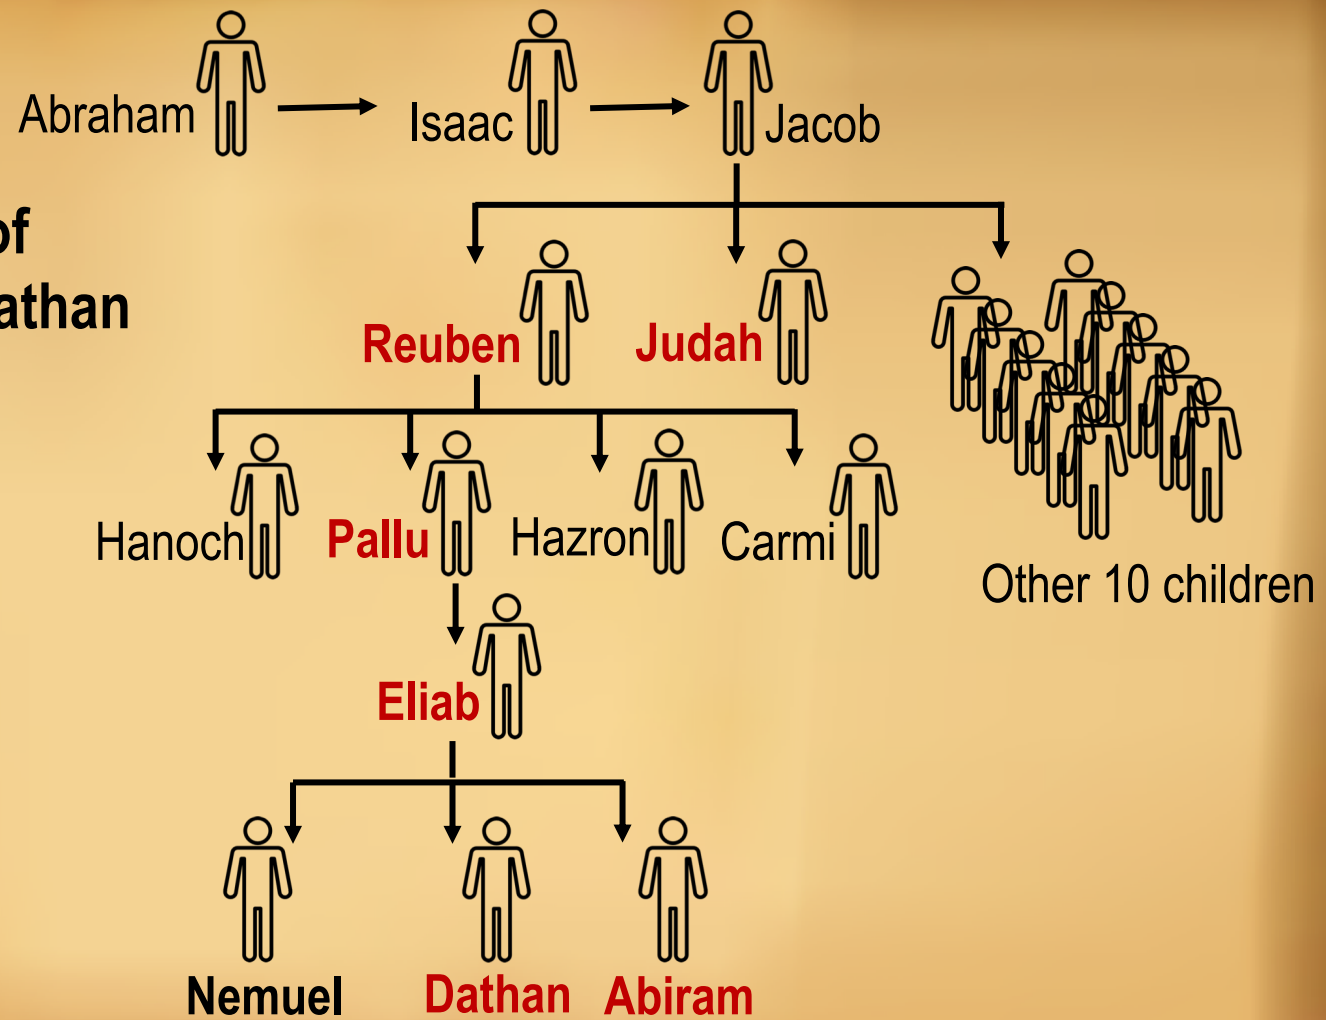 Abraham
Isaac
Jacob
of
athan
Reuben
Judah
Hanoch
Pallu
Hazron
Carmi
Other 10 children
Eliab
Nemuel
Dathan
Abiram